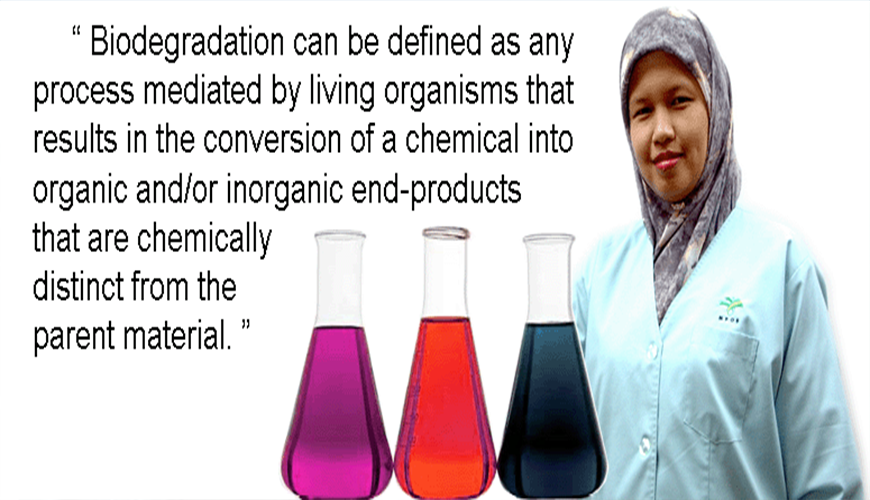 “ Biodegradation can be defined as any
process mediated by living organisms that
results in the conversion of a chemical into
organic and/or inorganic end-products
that are chemically
distinct from the
parent material. ”